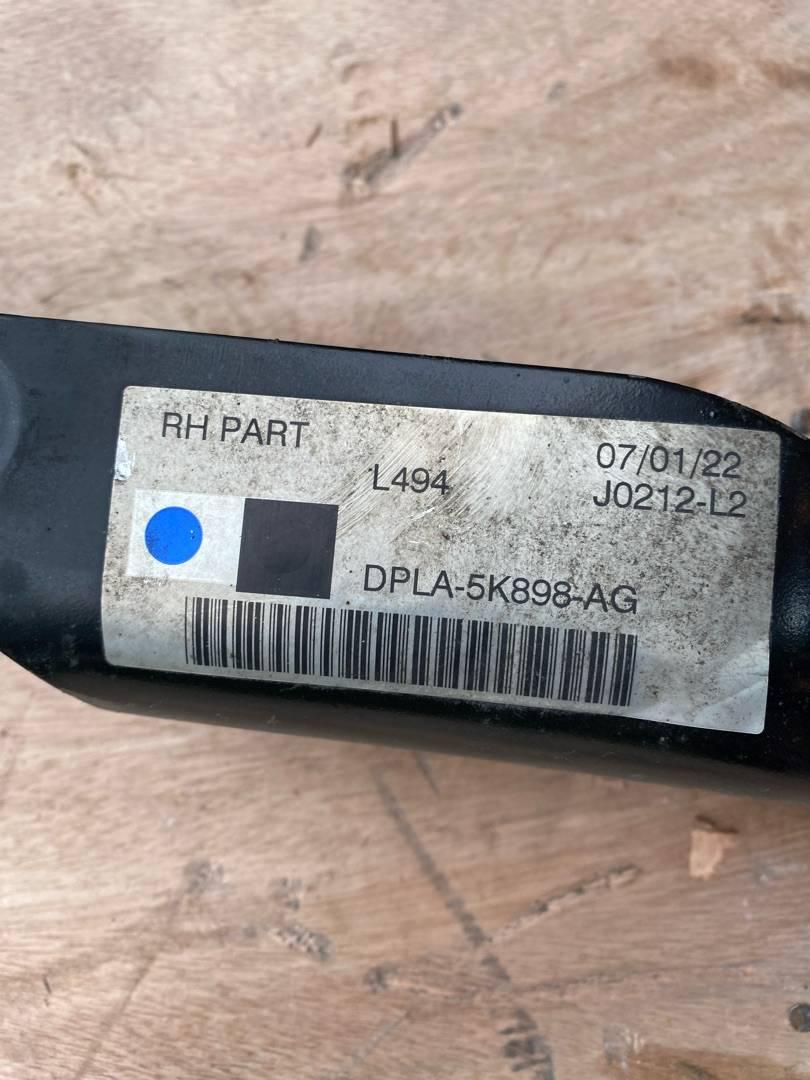 RH PART
07/01/22
L494
J0212-L2
DPLA-5K898-AG